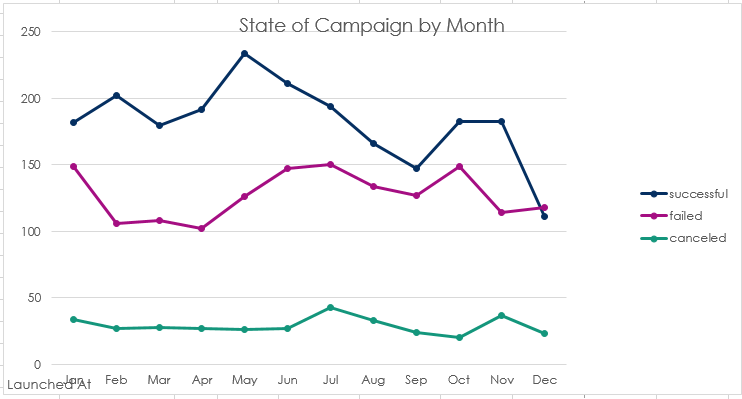 State of Campaign by Month
250
200
150
100
50
0
Jan Feb Mar Apr May Jun Jul Aug Sep Oct Nov Dec
Launched At
successful
failed
canceled